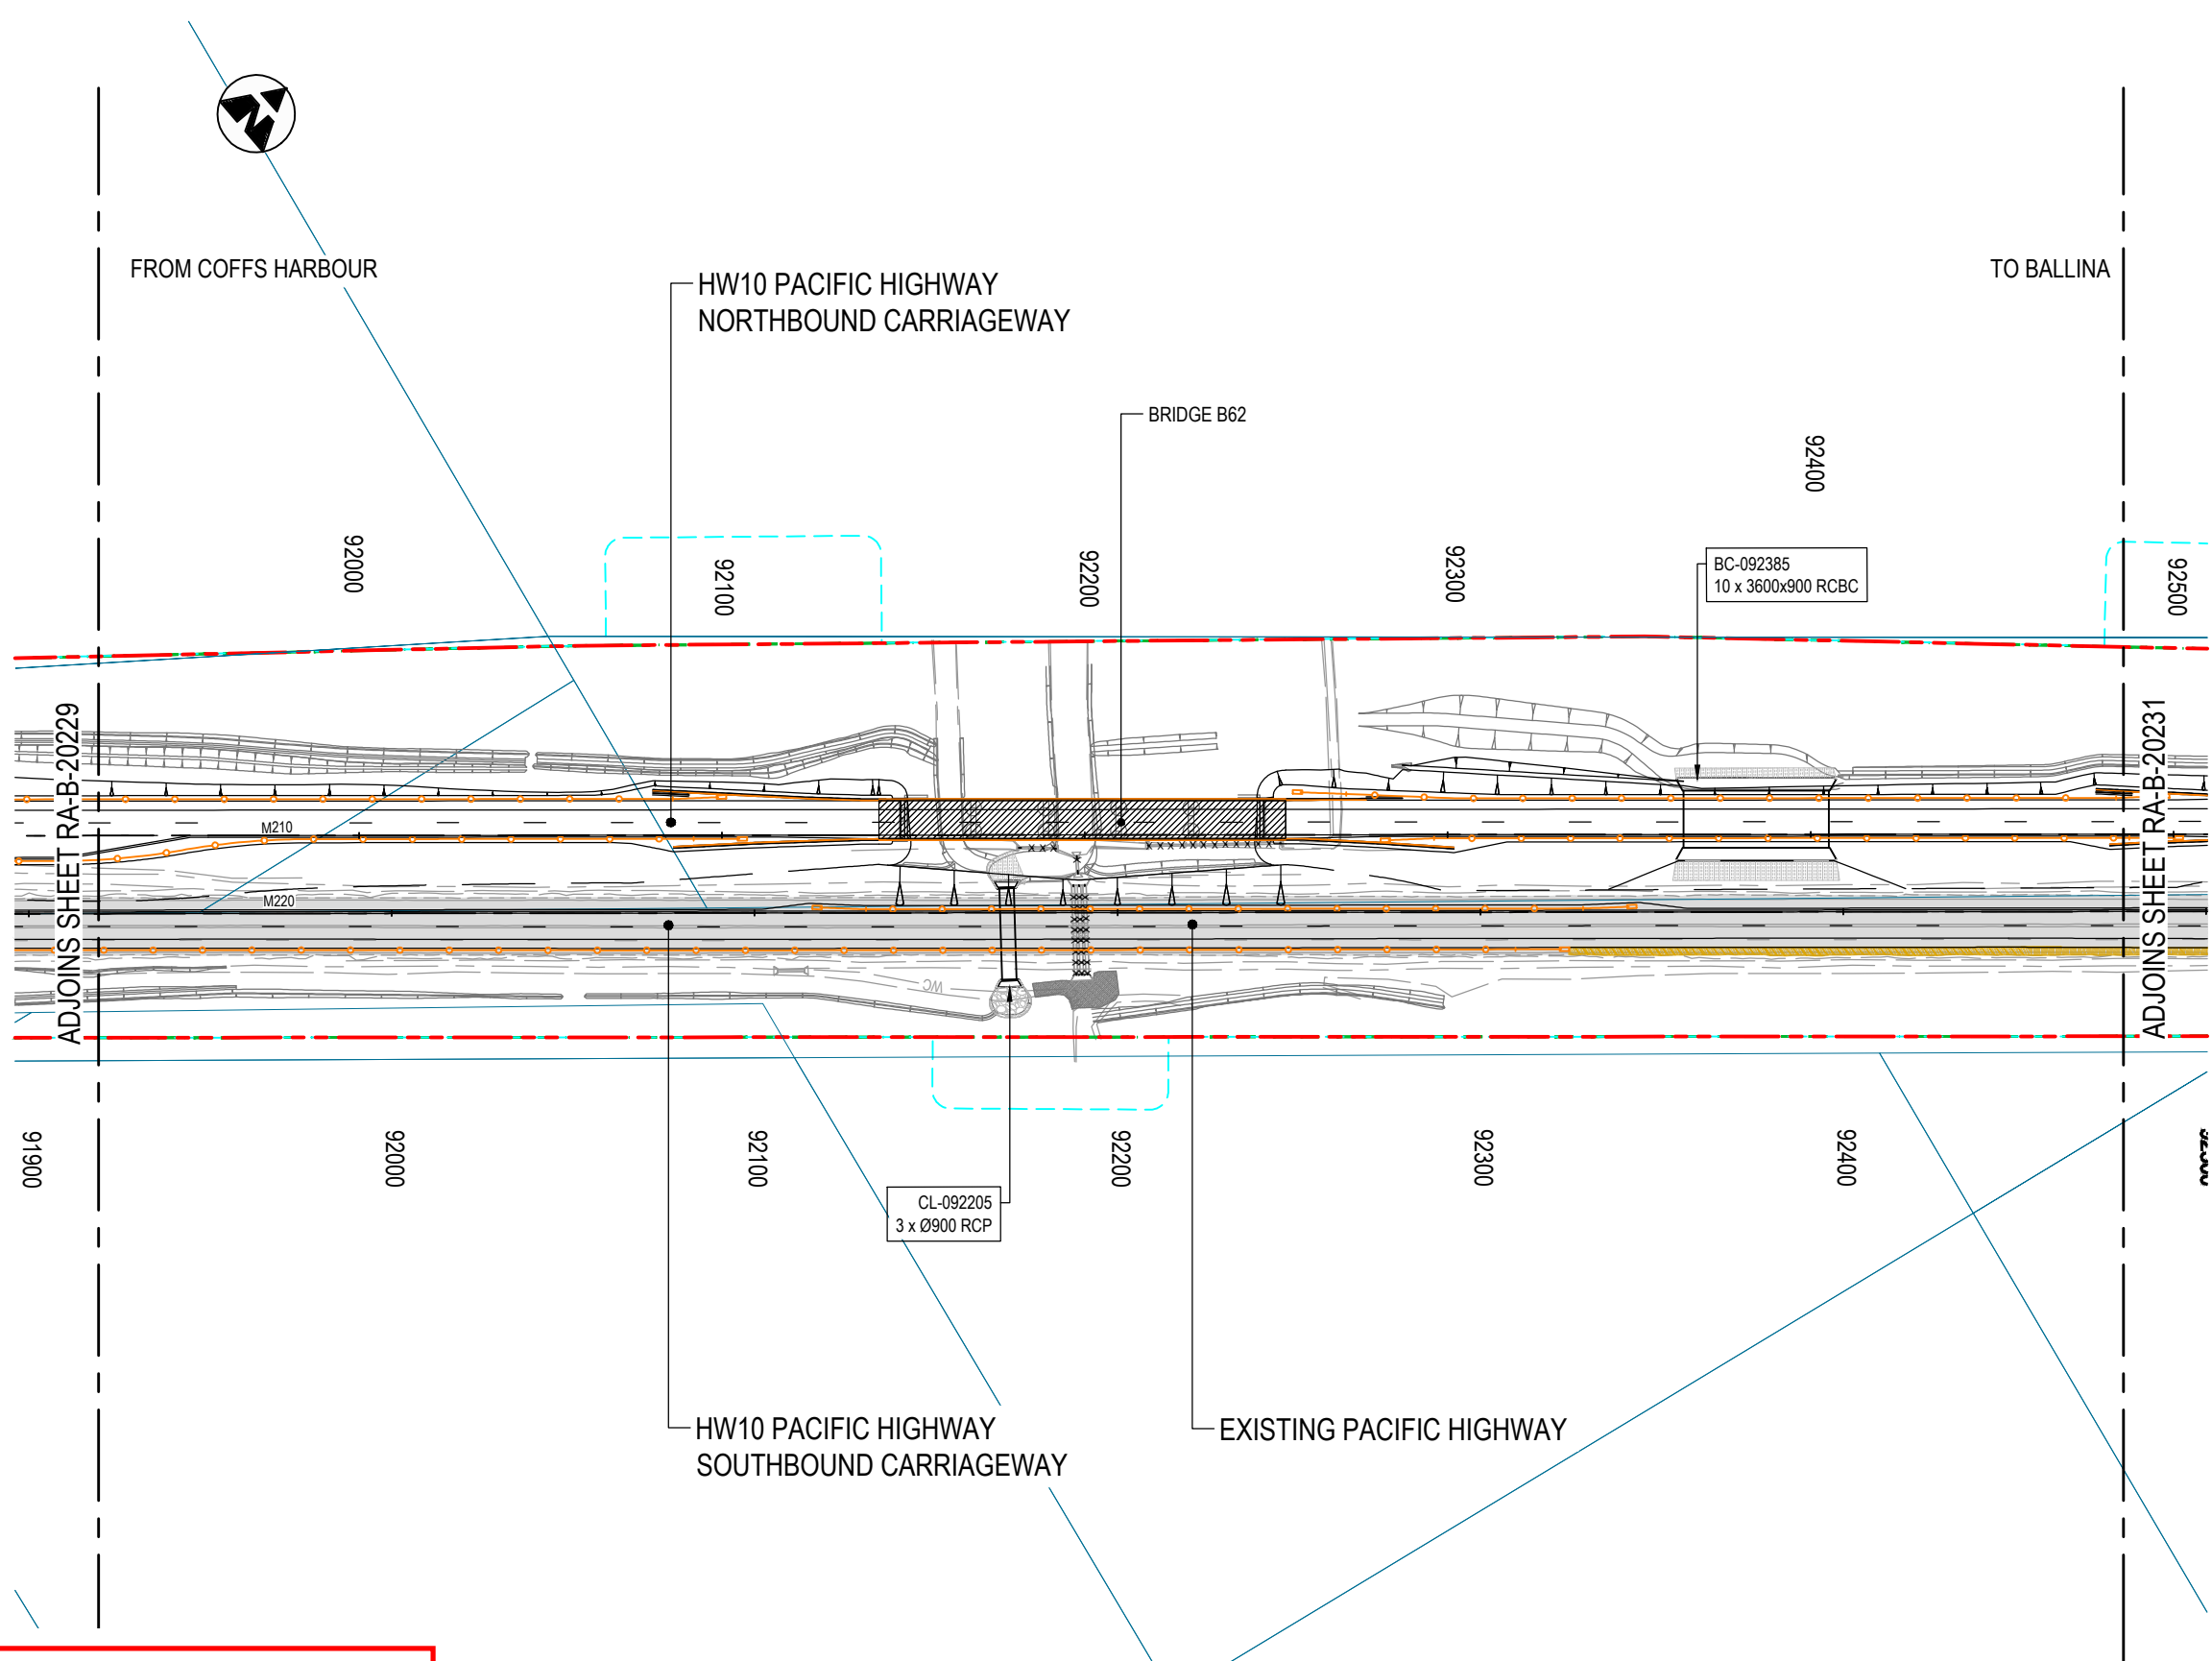 FROM COFFS HARBOUR
TO BALLINA
HW10 PACIFIC HIGHWAY
NORTHBOUND CARRIAGEWAY
BRIDGE B62
92000
92100
92200
92300
92400
92500
BC-092385
10 x 3600x900 RCBC
ADJOINS SHEET RA-B-20229
ADJOINS SHEET RA-B-20231
M210
M220
WC
91900
92000
92100
92200
92300
92400
CL-092205
3 x Ø900 RCP
HW10 PACIFIC HIGHWAY
SOUTHBOUND CARRIAGEWAY
EXISTING PACIFIC HIGHWAY